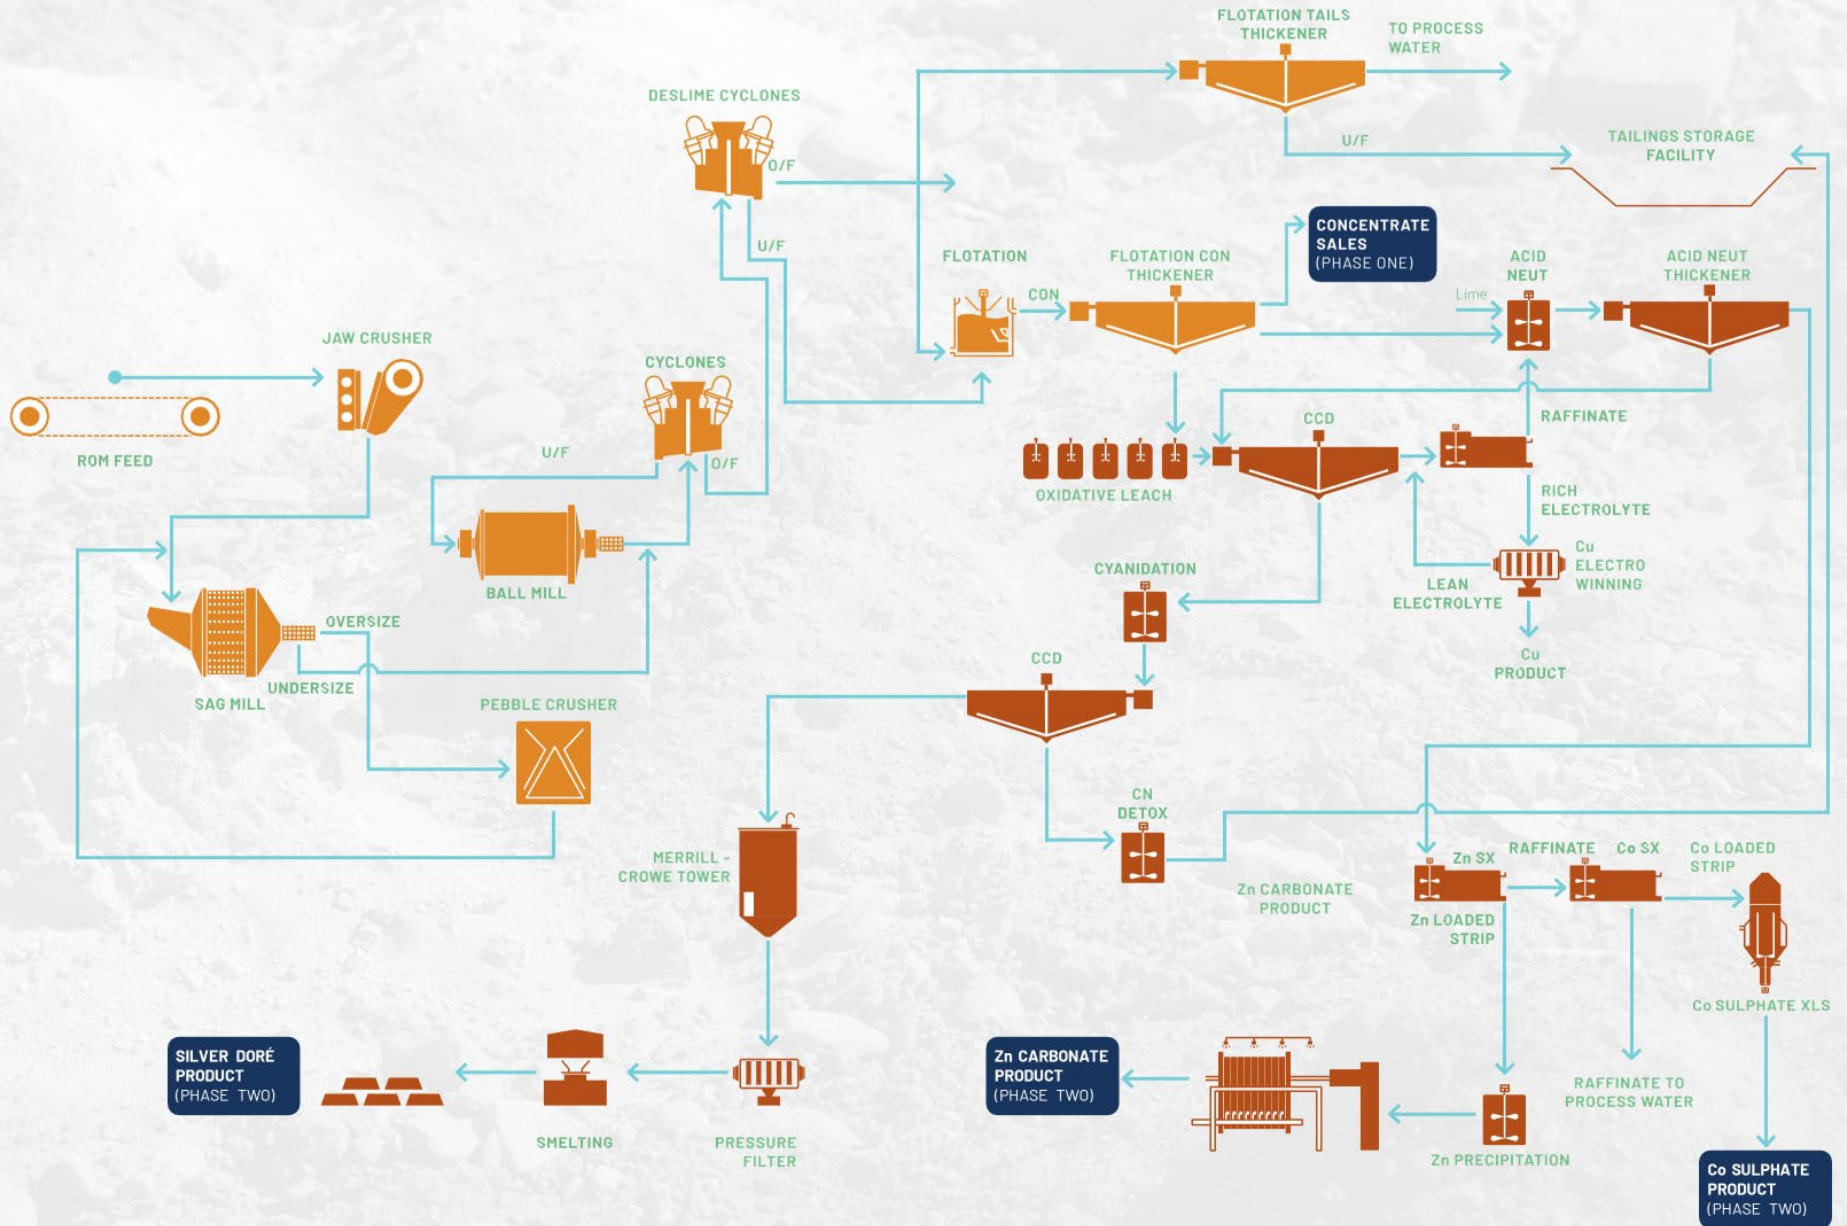 FLOTATION TAILS
THICKENER
TO PROCESS
WATER
DESLIME CYCLONES
O/F
U/F
U/F
TAILINGS STORAGE
FACILITY
CONCENTRATE
SALES
(PHASE ONE)
FLOTATION
CON
FLOTATION CON
THICKENER
ACID
NEUT
Lime
ACID NEUT
THICKENER
JAW CRUSHER
ROM FEED
CYCLONES
U/F
O/F
BALL MILL
OVERSIZE
UNDERSIZE
SAG MILL
PEBBLE CRUSHER
OXIDATIVE LEACH
CCD
RAFFINATE
RICH
ELECTROLYTE
Cu
ELECTRO
WINNING
LEAN
ELECTROLYTE
Cu
PRODUCT
CYANIDATION
CCD
CN
DETOX
MERRILL -
CROWE TOWER
Zn CARBONATE
PRODUCT
Zn SX
RAFFINATE
Co SX
Co LOADED
STRIP
Zn LOADED
STRIP
Co SULPHATE XLS
SILVER DORÉ
PRODUCT
(PHASE TWO)
SMELTING
PRESSURE
FILTER
Zn CARBONATE
PRODUCT
(PHASE TWO)
Zn PRECIPITATION
RAFFINATE TO
PROCESS WATER
Co SULPHATE
PRODUCT
(PHASE TWO)